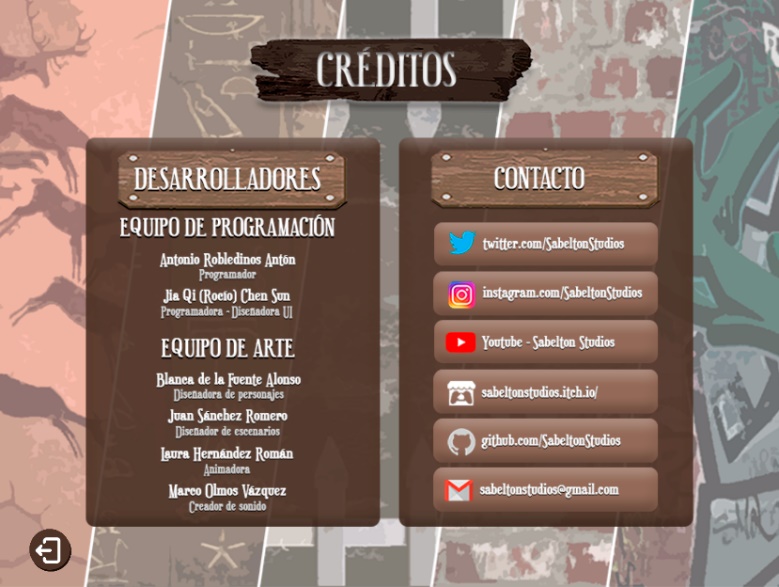 CRÉDITOS
DESARROLLADORES
EQUIPO DE PROGRAMACIÓN
Antonio Robledinos Antón
Programador
Jia Qi (Rocío) Chen Sun
Programadora - Diseñadora UI
EQUIPO DE ARTE
Blanca de la Fuente Alonso
Diseñadora de personajes
Juan Sánchez Romero
Diseñador de escenarios
Laura Hernández Román
Animadora
Marco Olmos Vázquez
Creador de sonido
CONTACTO
twitter.com/SabeltonStudios
instagram.com/SabeltonStudios
Youtube - Sabelton Studios
sabeltonstudios.itch.io/
github.com/SabeltonStudios
sabeltonstudios@gmail.com